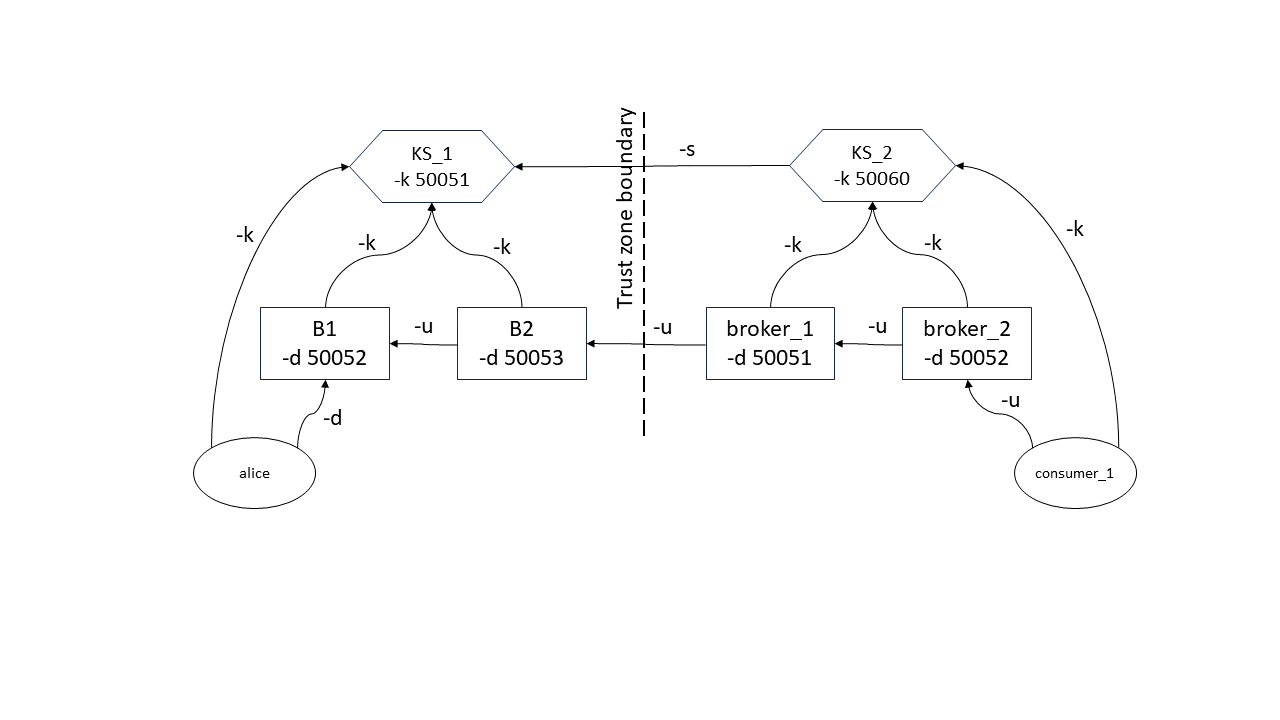 Trust zone boundary
KS_1
-k 50051
-s
KS_2
-k 50060
-k
-k
-k
-k
-k
-k
B1
-d 50052
-u
B2
-d 50053
-u
broker_1
-d 50051
-u
broker_2
-d 50052
-d
-u
alice
consumer_1